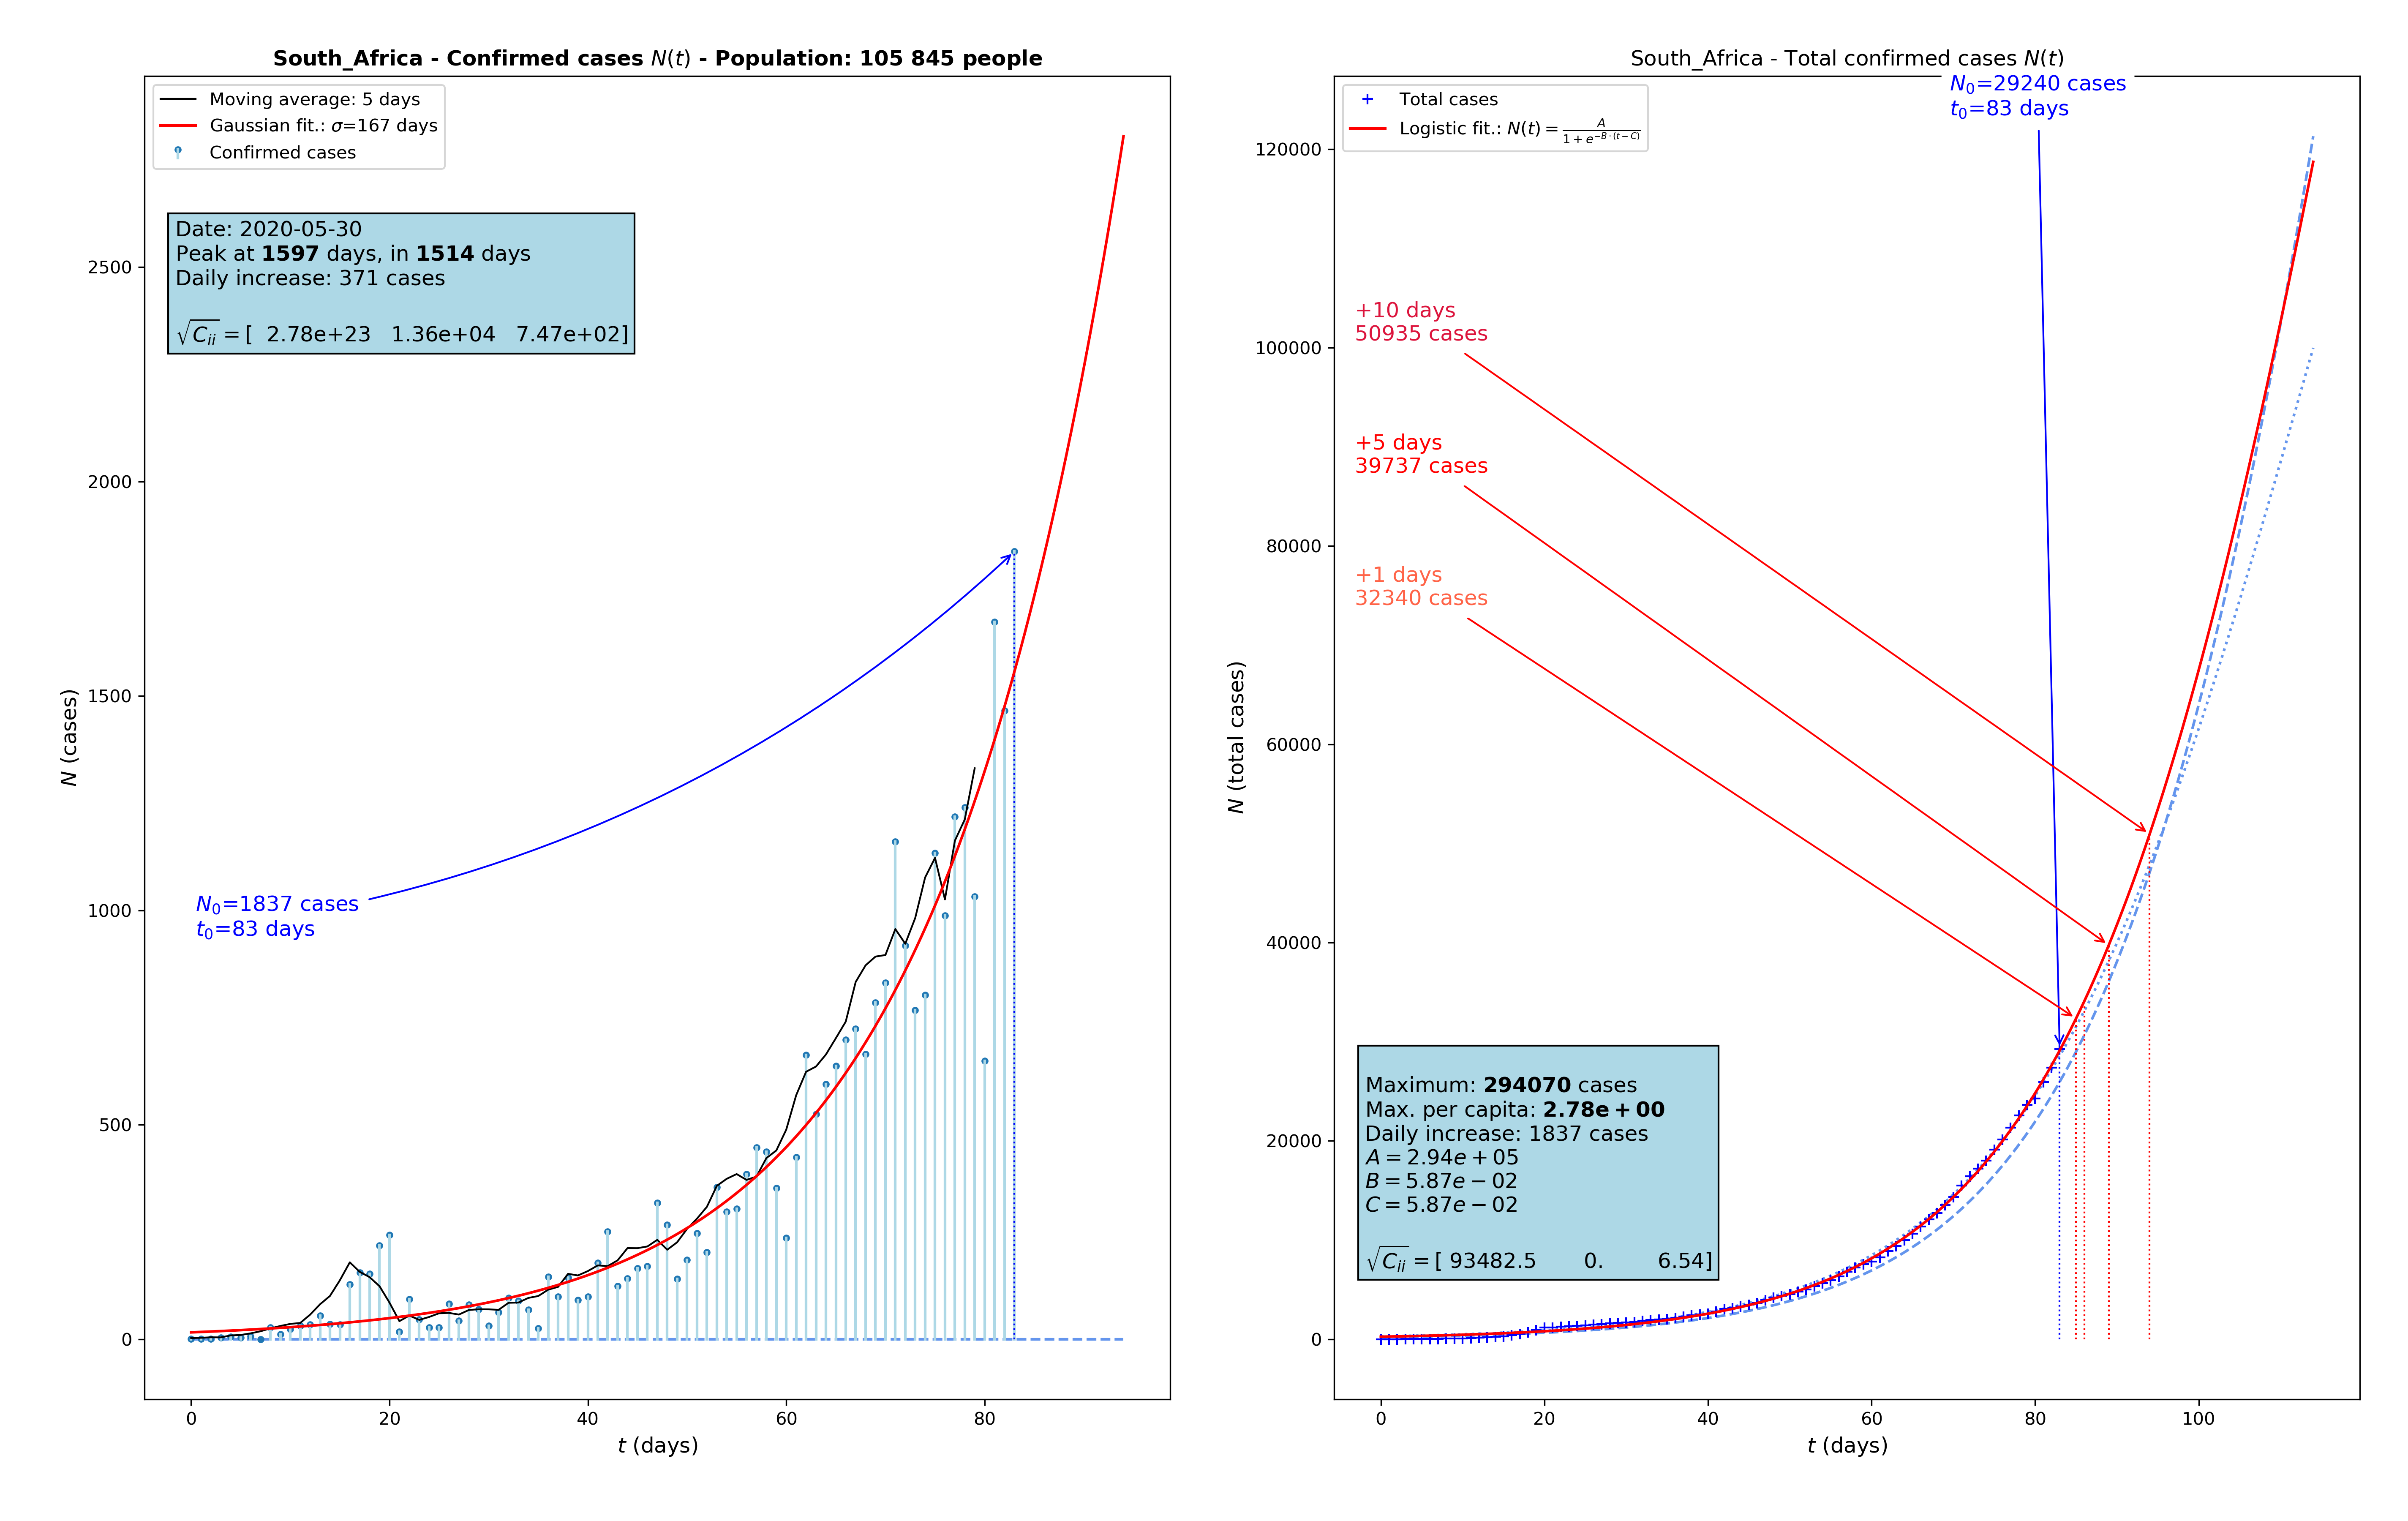 South_Africa - Confirmed cases N(t) - Population: 105 845 people
Moving average: 5 days
Gaussian fit.: σ=167 days
Confirmed cases
Date: 2020-05-30
Peak at 1597 days, in 1514 days
Daily increase: 371 cases
√C_ii = [ 2.78e+23 1.36e+04 7.47e+02]
N₀=1837 cases
t₀=83 days
2500
2000
1500
1000
500
0
N (cases)
0 20 40 60 80
t (days)
South_Africa - Total confirmed cases N(t)
N₀=29240 cases
t₀=83 days
Total cases
Logistic fit.: N(t) = A / (1 + e^(−B·(t−C)))
+10 days
50935 cases
+5 days
39737 cases
+1 days
32340 cases
Maximum: 294070 cases
Max. per capita: 2.78e + 00
Daily increase: 1837 cases
A = 2.94e + 05
B = 5.87e − 02
C = 5.87e − 02
√C_ii = [ 93482.5 0. 6.54]
120000
100000
80000
60000
40000
20000
0
N (total cases)
0 20 40 60 80 100
t (days)